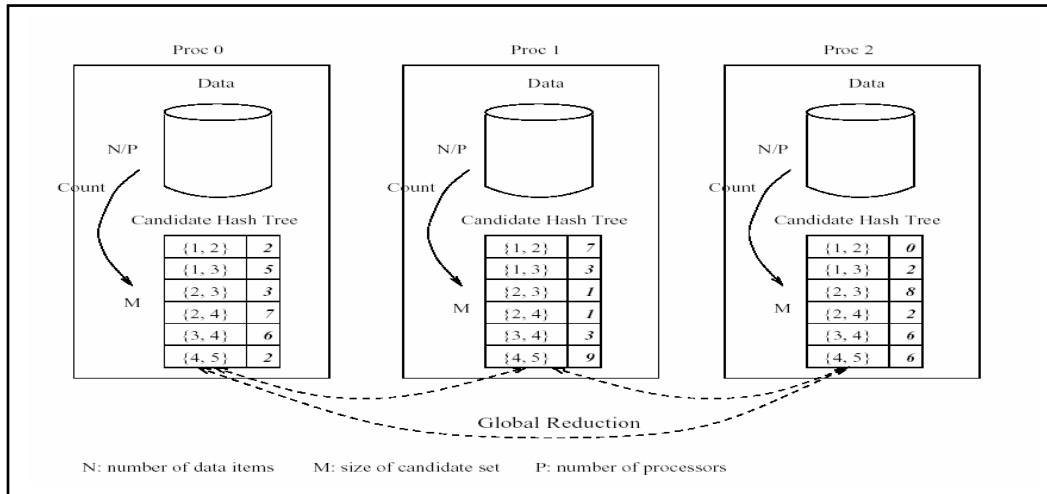 Proc 0 Proc 1 Proc 2
Data Data Data
N/P N/P N/P
Count Count Count
Candidate Hash Tree Candidate Hash Tree Candidate Hash Tree
{1, 2} 2 {1, 2} 7 {1, 2} 0
{1, 3} 5 {1, 3} 3 {1, 3} 2
M {2, 3} 3 M {2, 3} 1 M {2, 3} 8
{2, 4} 7 {2, 4} 1 {2, 4} 2
{3, 4} 6 {3, 4} 3 {3, 4} 6
{4, 5} 2 {4, 5} 9 {4, 5} 6
Global Reduction
N: number of data items M: size of candidate set P: number of processors